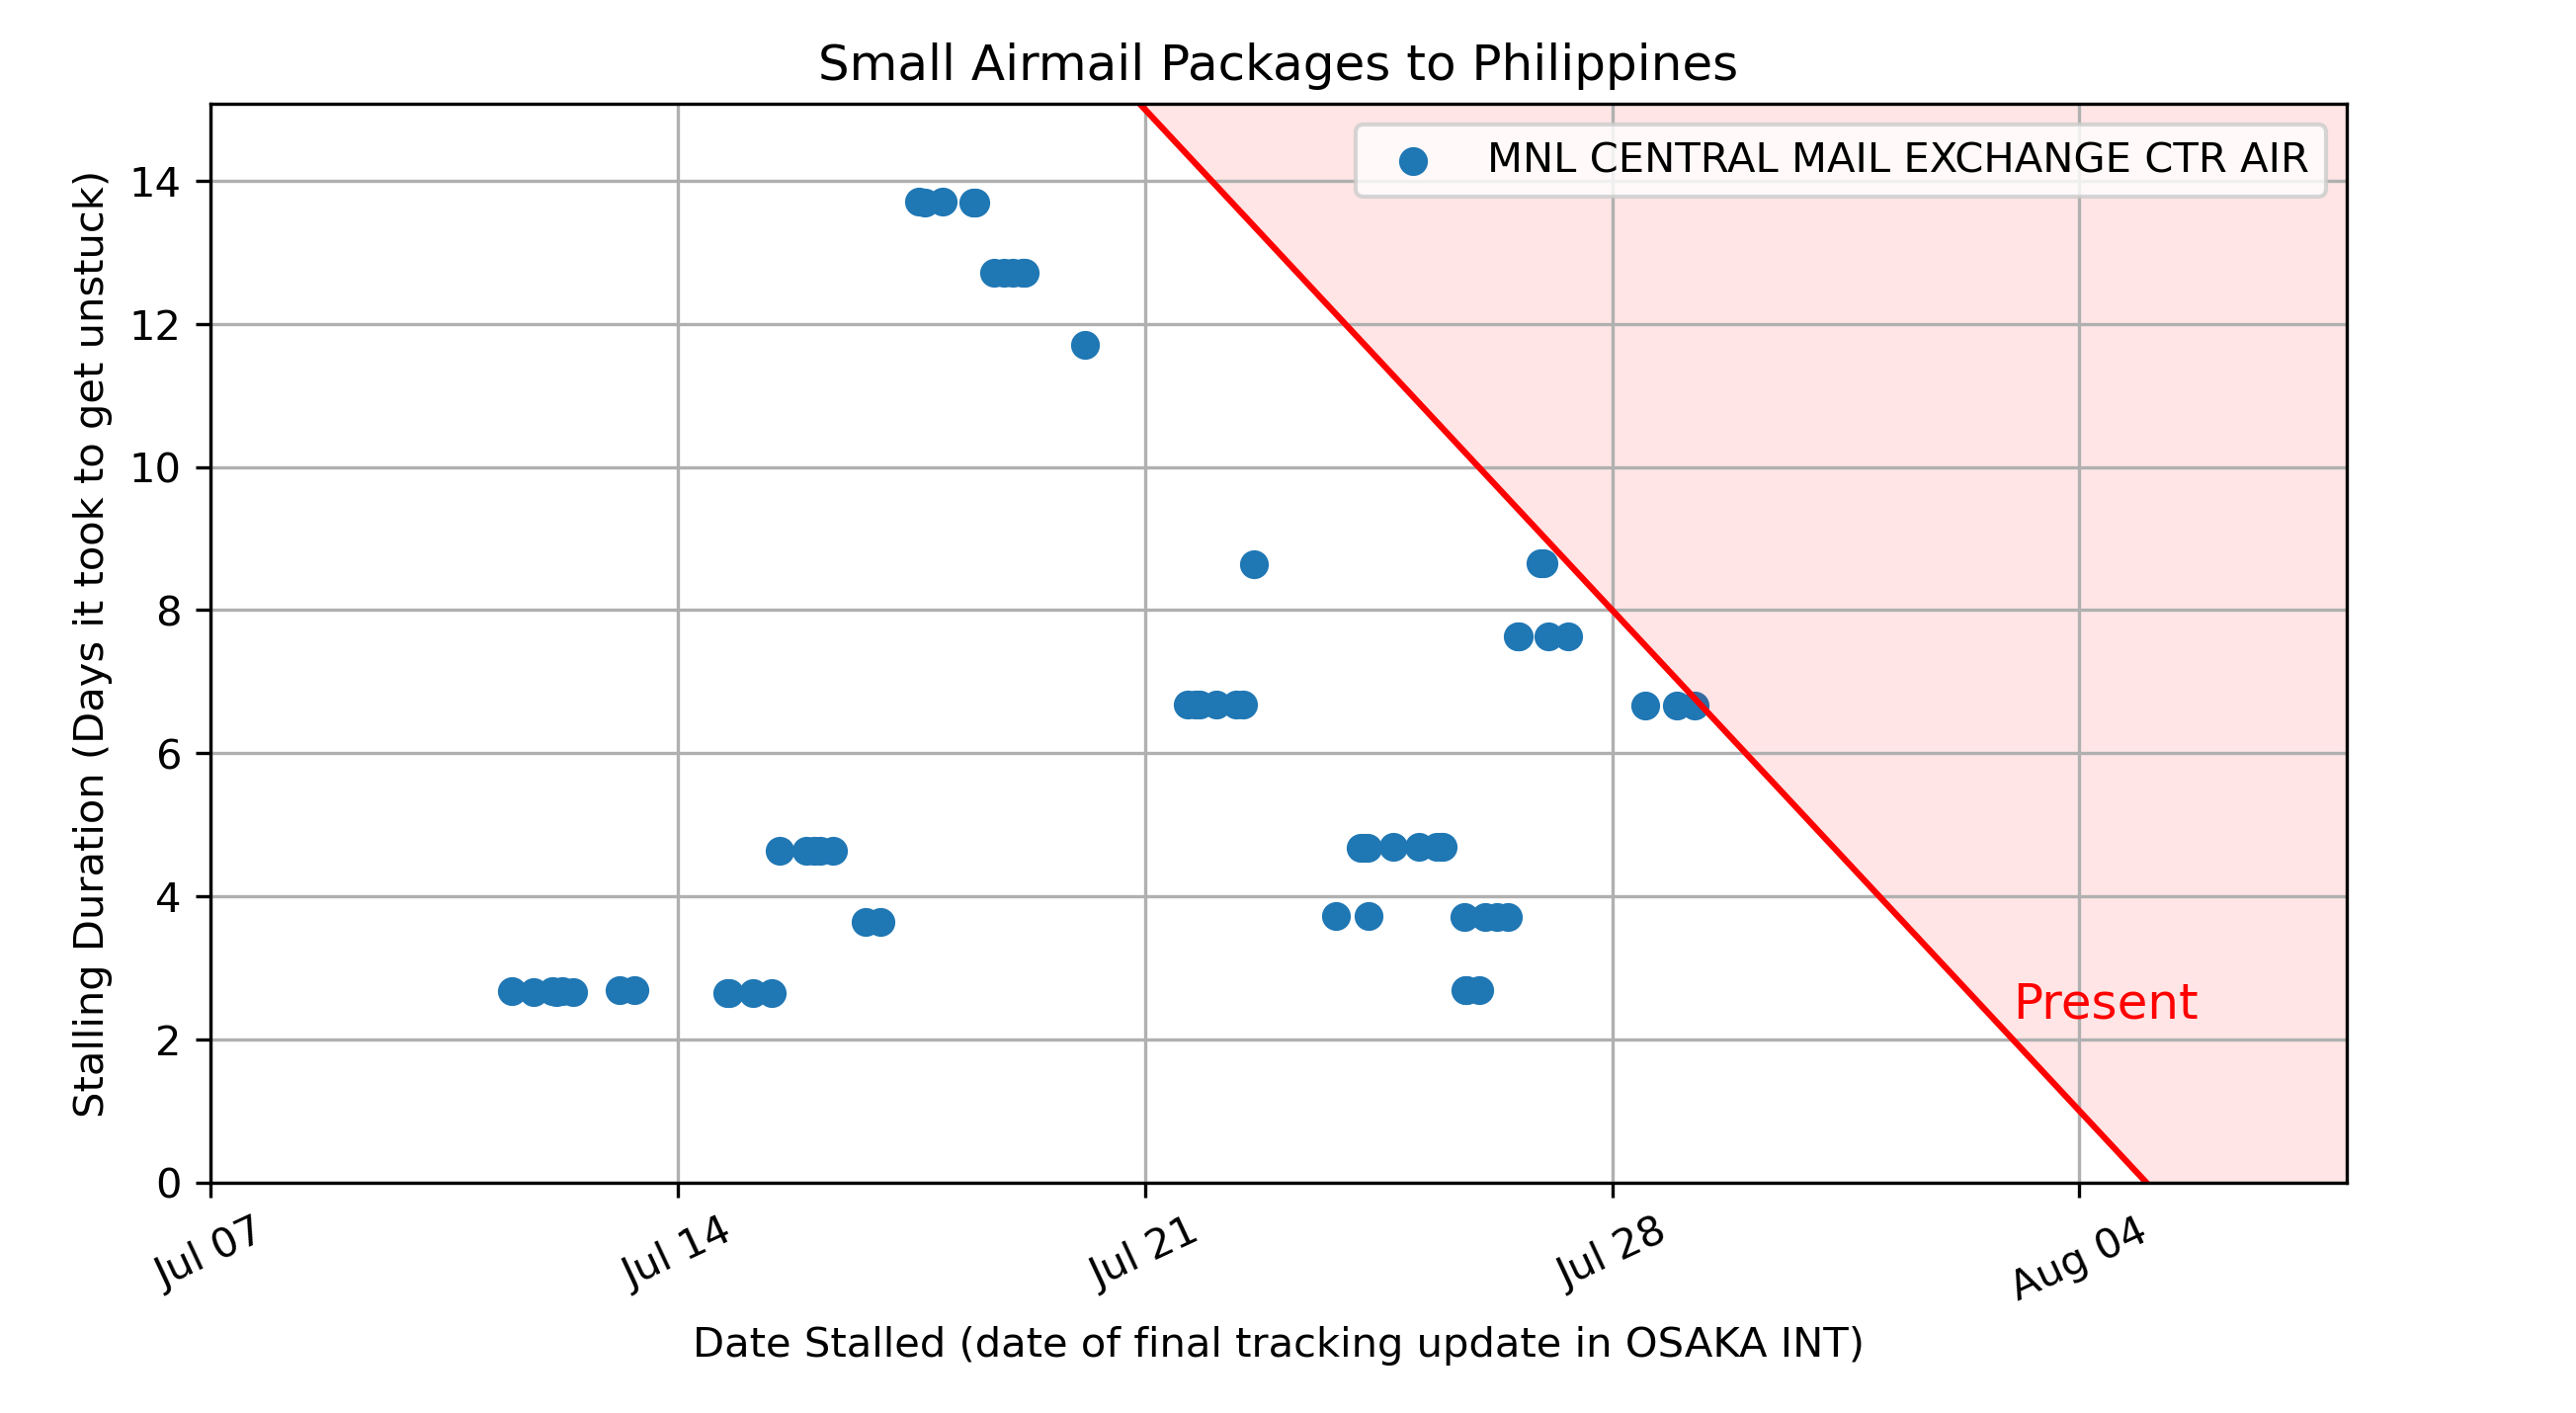 Small Airmail Packages to Philippines
MNL CENTRAL MAIL EXCHANGE CTR AIR
Stalling Duration (Days it took to get unstuck)
14
12
10
8
6
4
2
0
Present
Jul 07
Jul 14
Jul 21
Jul 28
Aug 04
Date Stalled (date of final tracking update in OSAKA INT)